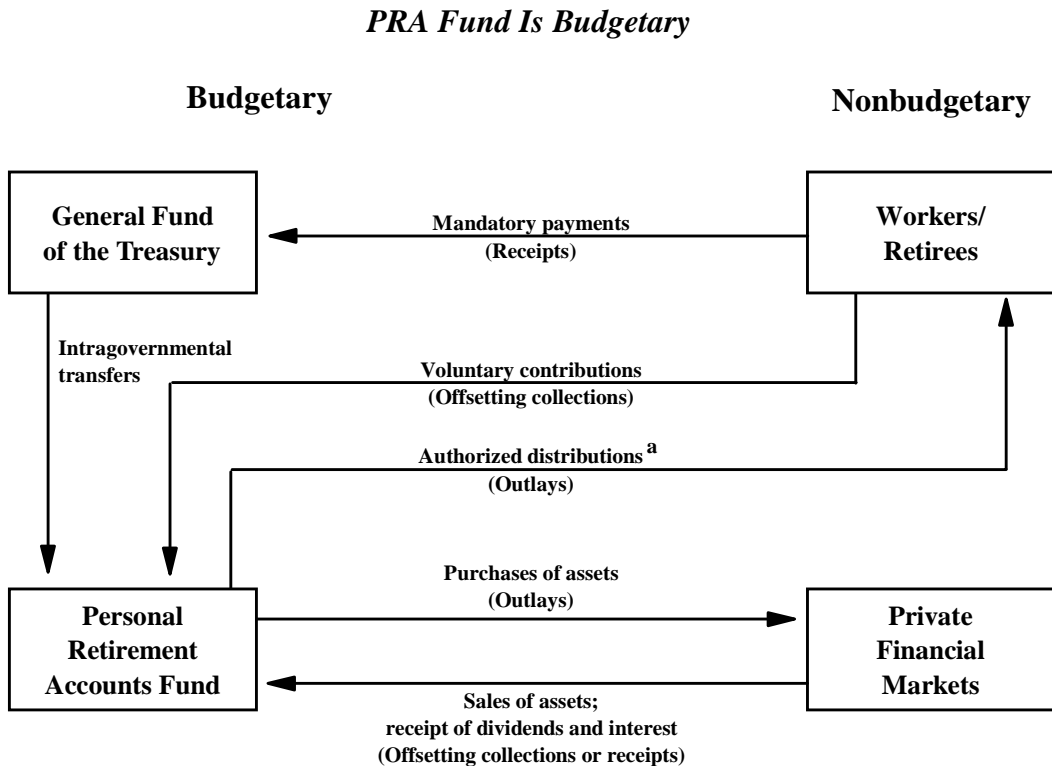 PRA Fund Is Budgetary
Budgetary
Nonbudgetary
General Fund
of the Treasury
Mandatory payments
(Receipts)
Workers/
Retirees
Intragovernmental
transfers
Voluntary contributions
(Offsetting collections)
Authorized distributions a
(Outlays)
Personal
Retirement
Accounts Fund
Purchases of assets
(Outlays)
Private
Financial
Markets
Sales of assets;
receipt of dividends and interest
(Offsetting collections or receipts)